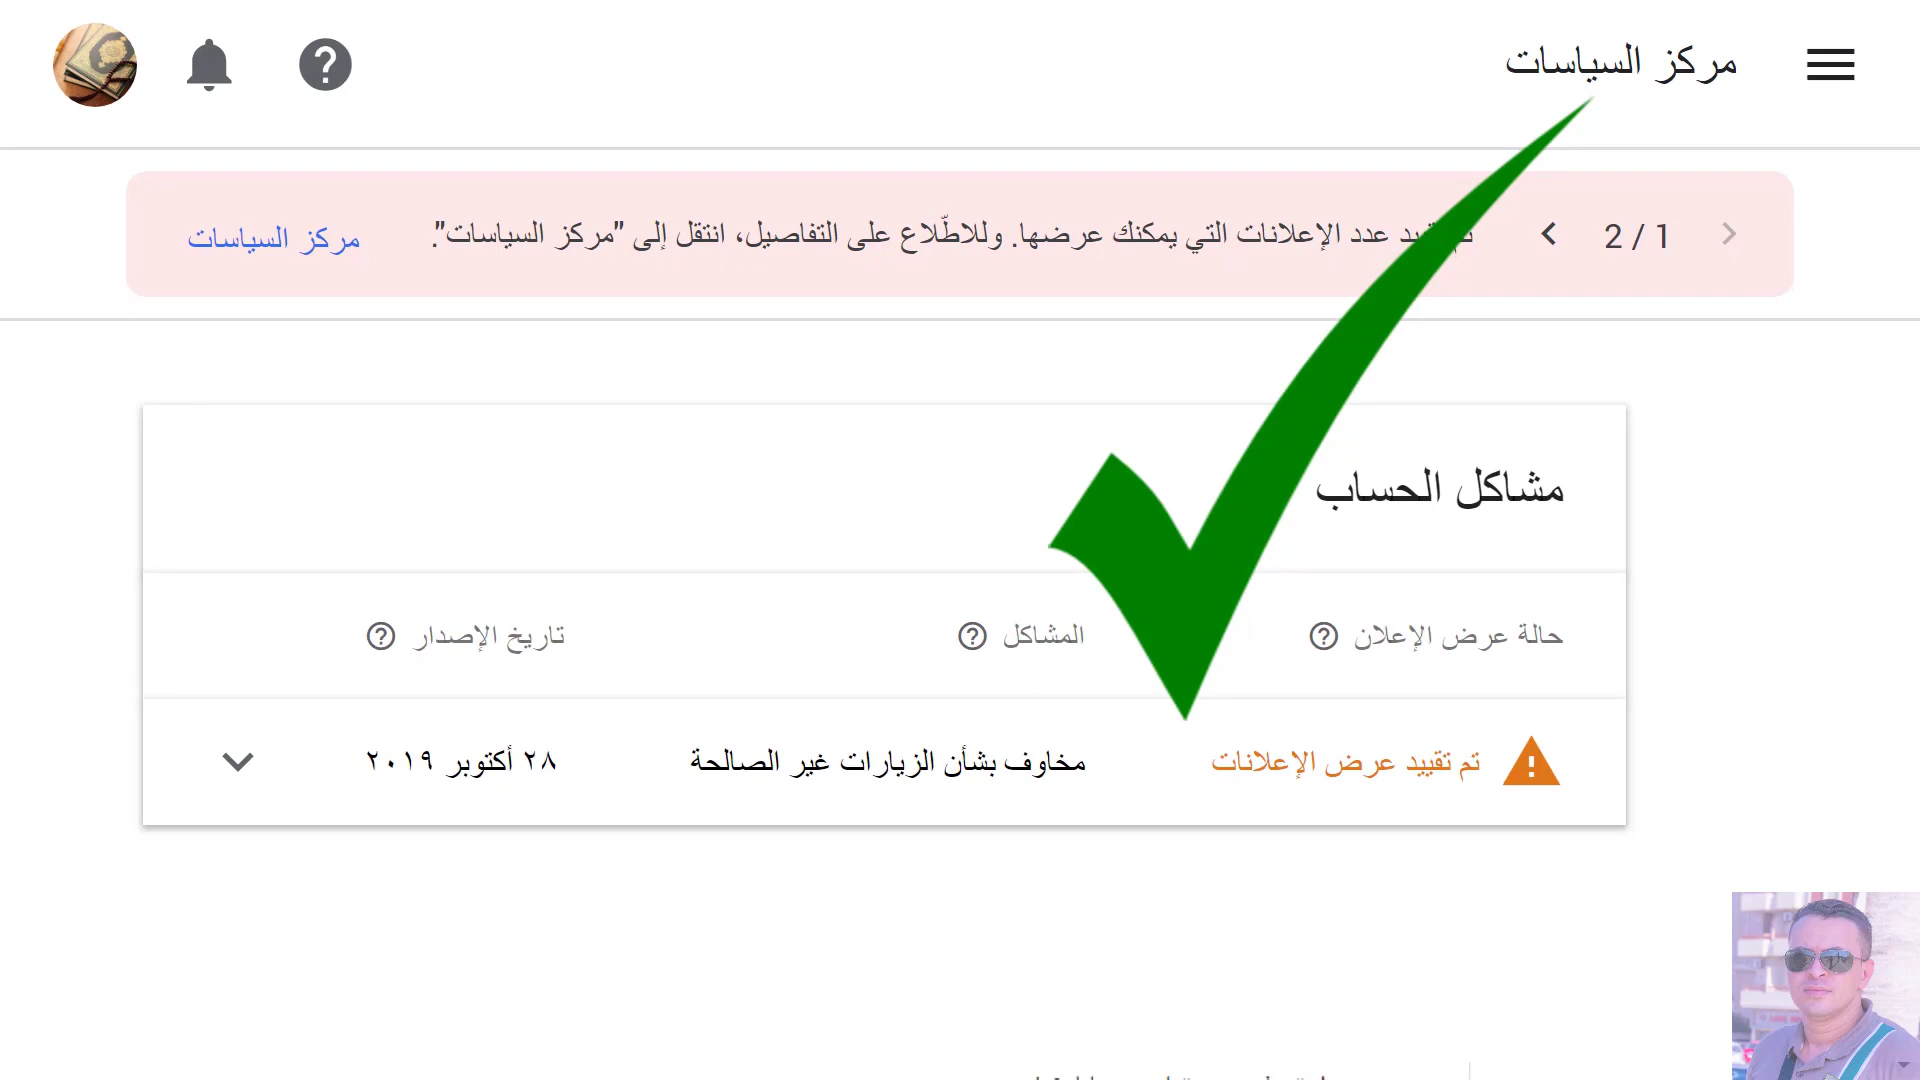 مركز السياسات
1 / 2
عدد الإعلانات التي يمكنك عرضها. وللاطّلاع على التفاصيل، انتقل إلى "مركز السياسات".
مركز السياسات
مشاكل الحساب
حالة عرض الإعلان
المشاكل
تاريخ الإصدار
تم تقييد عرض الإعلانات
مخاوف بشأن الزيارات غير الصالحة
٢٨ أكتوبر ٢٠١٩